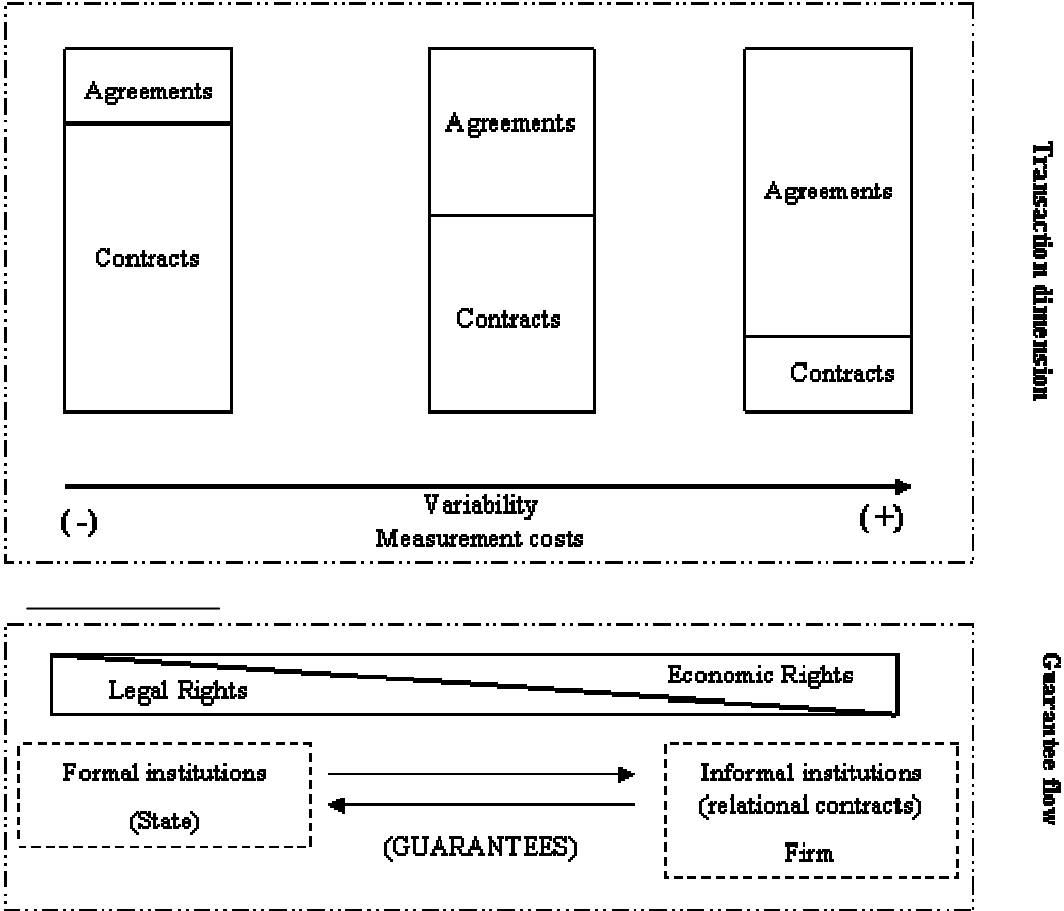 Agreements
Contracts
Agreements
Contracts
Agreements
Contracts
Transaction dimension
(-)
Variability
Measurement costs
(+)
Legal Rights
Economic Rights
Formal institutions
(State)
(GUARANTEES)
Informal institutions
(relational contracts)
Firm
Guarantee flow